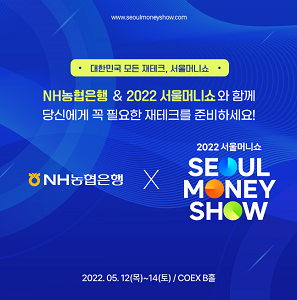 www.seoulmoneyshow.com
• 대한민국 모든 재테크, 서울머니쇼 •
NH농협은행 & 2022 서울머니쇼와 함께
당신에게 꼭 필요한 재테크를 준비하세요!
2022 서울머니쇼
NH농협은행 X SEOUL
MONEY
SHOW
2022. 05. 12(목)~14(토) / COEX B홀